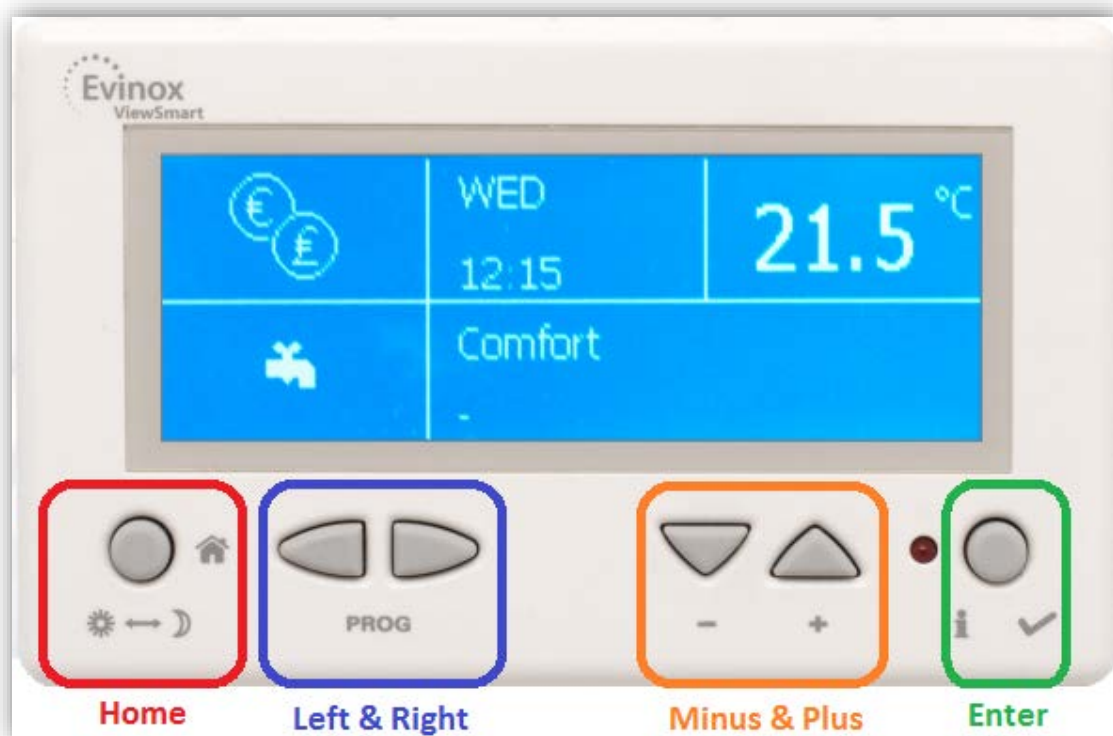 Evinox
ViewSmart
€
£
WED
12:15
21.5 °C
Comfort
-
PROG
- +
i
Home
Left & Right
Minus & Plus
Enter